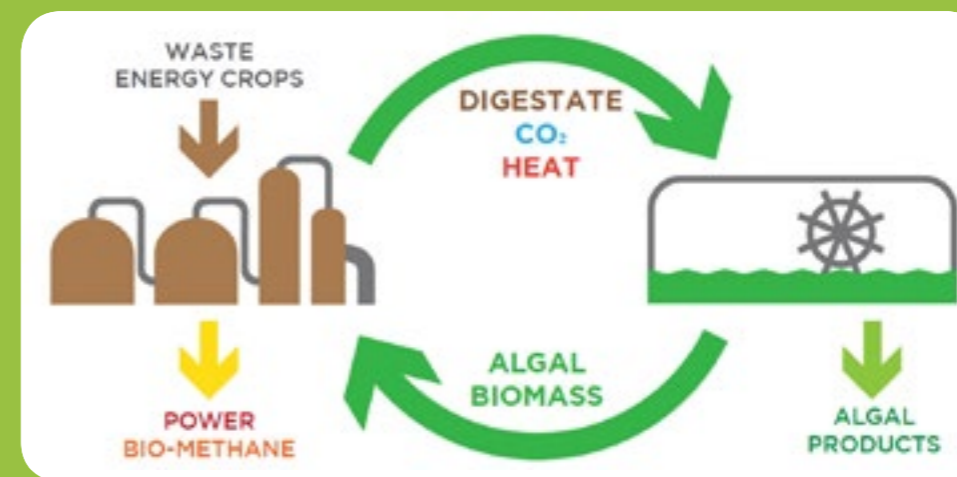 WASTE
ENERGY CROPS
DIGESTATE
CO₂
HEAT
ALGAL
BIOMASS
POWER
BIO-METHANE
ALGAL
PRODUCTS